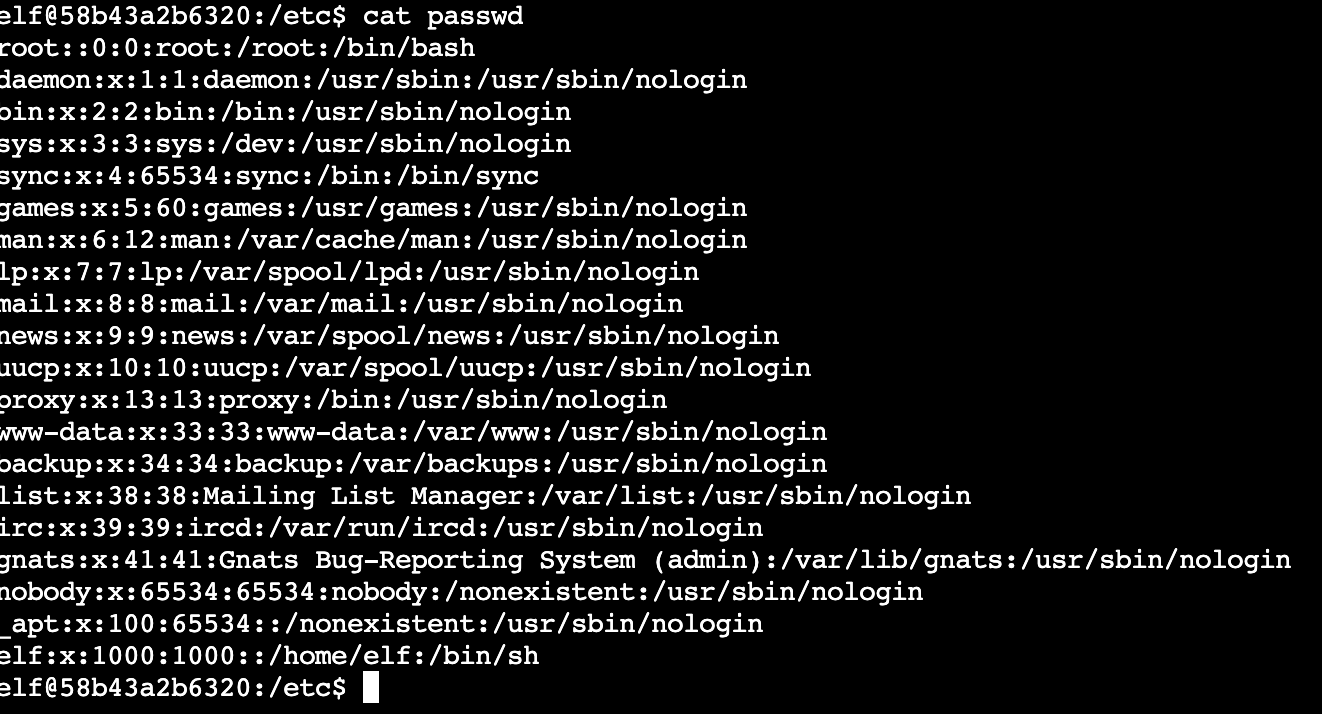 elf@58b43a2b6320:/etc$ cat passwd
root::0:0:root:/root:/bin/bash
daemon:x:1:1:daemon:/usr/sbin:/usr/sbin/nologin
bin:x:2:2:bin:/bin:/usr/sbin/nologin
sys:x:3:3:sys:/dev:/usr/sbin/nologin
sync:x:4:65534:sync:/bin:/bin/sync
games:x:5:60:games:/usr/games:/usr/sbin/nologin
man:x:6:12:man:/var/cache/man:/usr/sbin/nologin
lp:x:7:7:lp:/var/spool/lpd:/usr/sbin/nologin
mail:x:8:8:mail:/var/mail:/usr/sbin/nologin
news:x:9:9:news:/var/spool/news:/usr/sbin/nologin
uucp:x:10:10:uucp:/var/spool/uucp:/usr/sbin/nologin
proxy:x:13:13:proxy:/bin:/usr/sbin/nologin
www-data:x:33:33:www-data:/var/www:/usr/sbin/nologin
backup:x:34:34:backup:/var/backups:/usr/sbin/nologin
list:x:38:38:Mailing List Manager:/var/list:/usr/sbin/nologin
irc:x:39:39:ircd:/var/run/ircd:/usr/sbin/nologin
gnats:x:41:41:Gnats Bug-Reporting System (admin):/var/lib/gnats:/usr/sbin/nologin
nobody:x:65534:65534:nobody:/nonexistent:/usr/sbin/nologin
_apt:x:100:65534::/nonexistent:/usr/sbin/nologin
elf:x:1000:1000::/home/elf:/bin/sh
elf@58b43a2b6320:/etc$